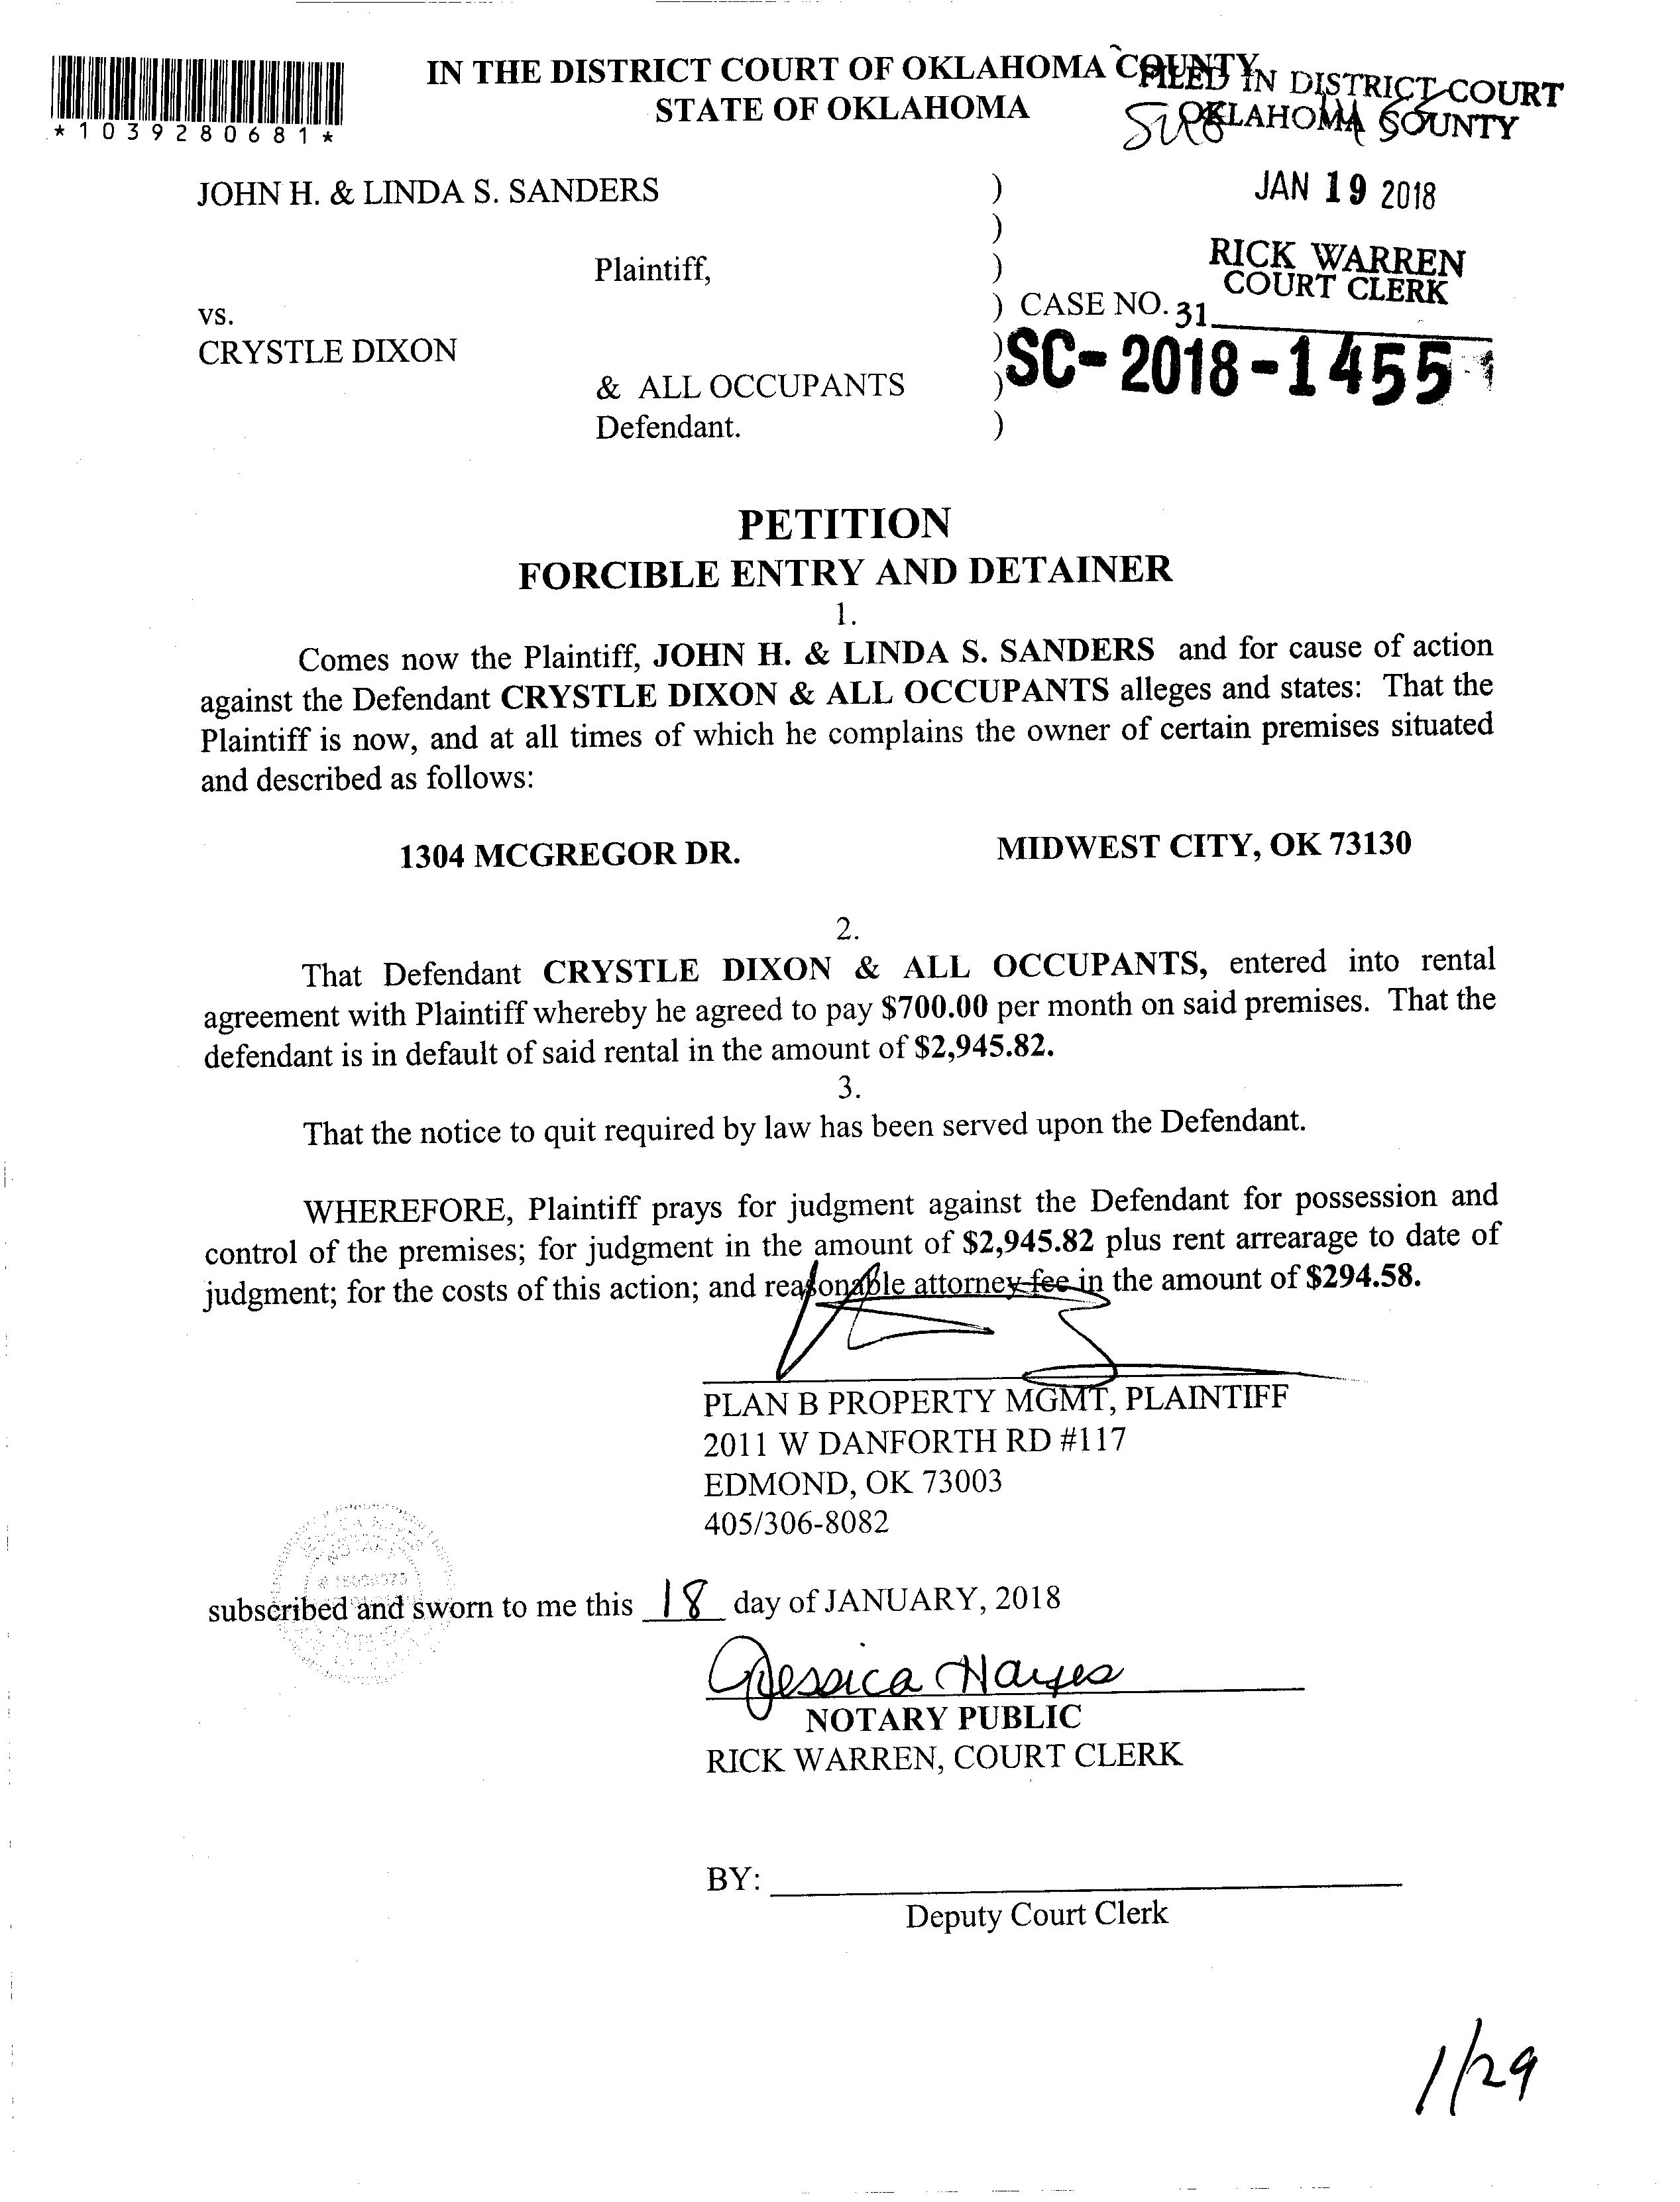 IN THE DISTRICT COURT OF OKLAHOMA COUNTY
STATE OF OKLAHOMA
FILED IN DISTRICT COURT
OKLAHOMA COUNTY
*1039280681*
JAN 19 2018
RICK WARREN
COURT CLERK
JOHN H. & LINDA S. SANDERS )
)
Plaintiff, )
vs. ) CASE NO. 31
CRYSTLE DIXON ) SC-2018-1455
& ALL OCCUPANTS )
Defendant. )
PETITION
FORCIBLE ENTRY AND DETAINER
1.
Comes now the Plaintiff, JOHN H. & LINDA S. SANDERS and for cause of action
against the Defendant CRYSTLE DIXON & ALL OCCUPANTS alleges and states: That the
Plaintiff is now, and at all times of which he complains the owner of certain premises situated
and described as follows:
1304 MCGREGOR DR. MIDWEST CITY, OK 73130
2.
That Defendant CRYSTLE DIXON & ALL OCCUPANTS, entered into rental
agreement with Plaintiff whereby he agreed to pay $700.00 per month on said premises. That the
defendant is in default of said rental in the amount of $2,945.82.
3.
That the notice to quit required by law has been served upon the Defendant.
WHEREFORE, Plaintiff prays for judgment against the Defendant for possession and
control of the premises; for judgment in the amount of $2,945.82 plus rent arrearage to date of
judgment; for the costs of this action; and reasonable attorney fee in the amount of $294.58.
PLAN B PROPERTY MGMT, PLAINTIFF
2011 W DANFORTH RD #117
EDMOND, OK 73003
405/306-8082
subscribed and sworn to me this 18 day of JANUARY, 2018
Jessica Hayes
NOTARY PUBLIC
RICK WARREN, COURT CLERK
BY:
Deputy Court Clerk
1/29